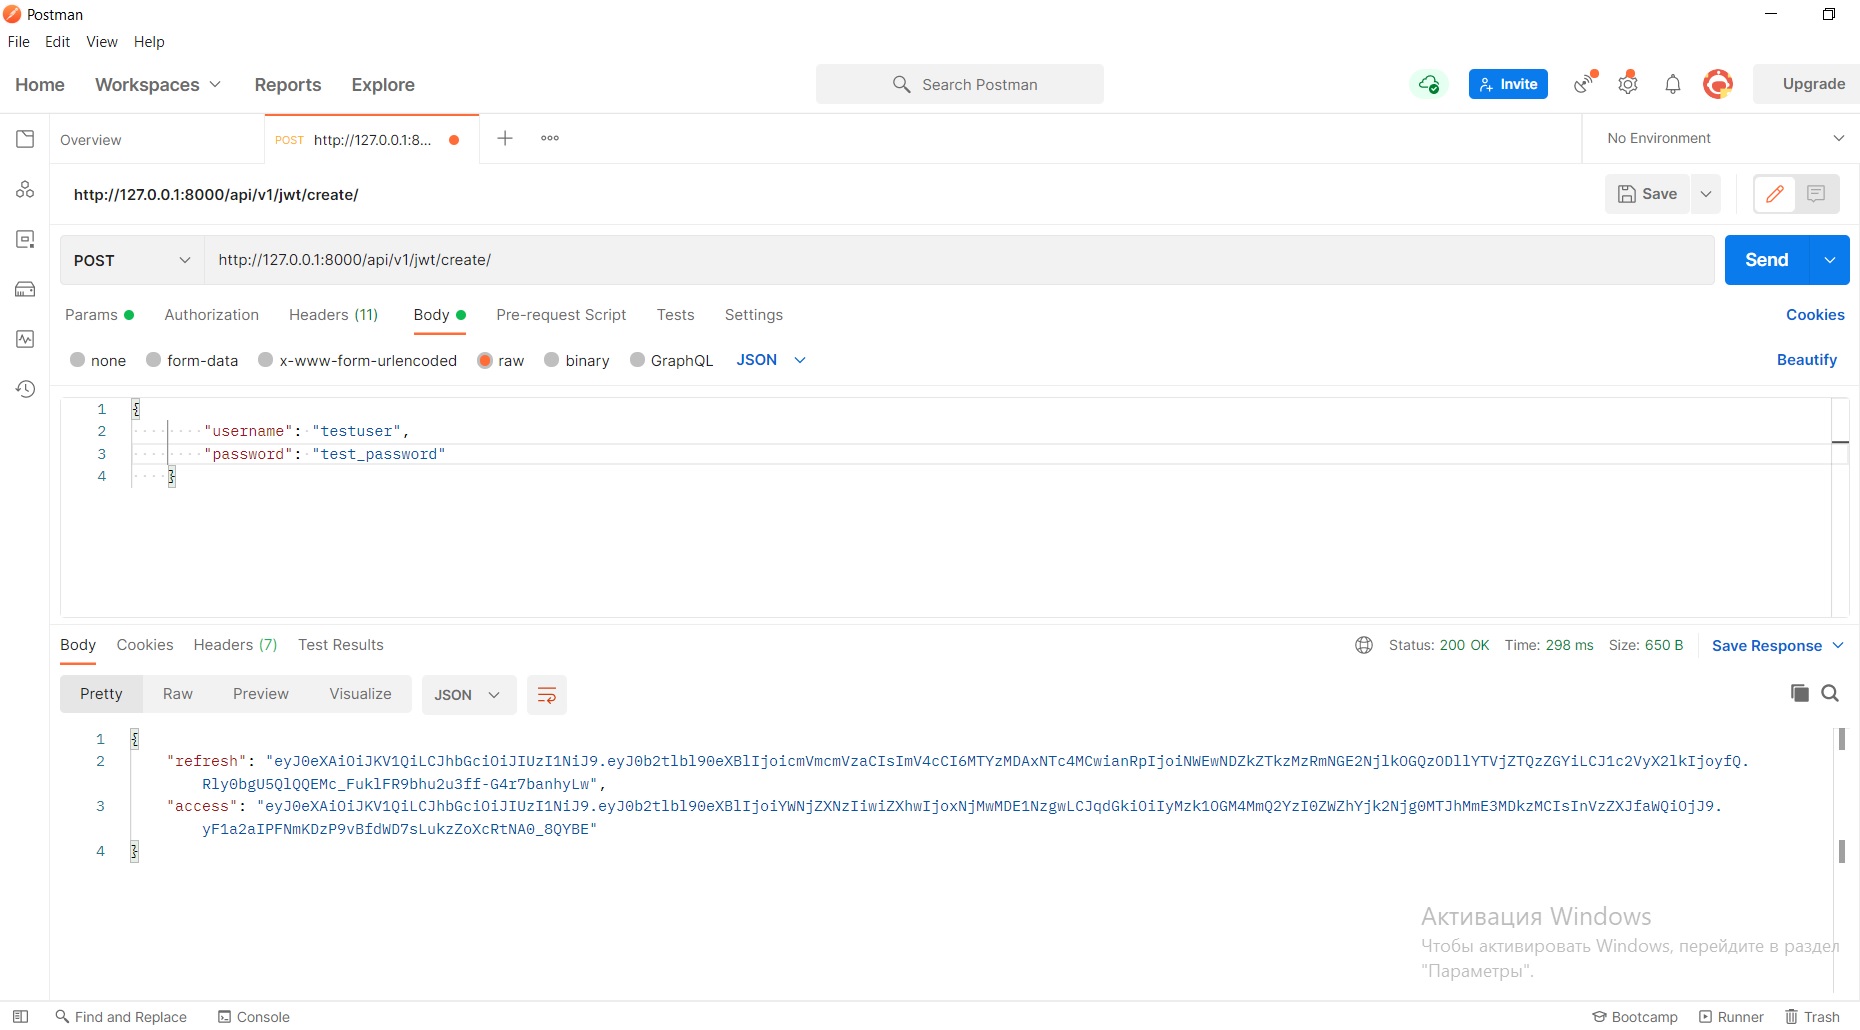 Postman
File Edit View Help
Home Workspaces Reports Explore Search Postman Invite Upgrade
Overview POST http://127.0.0.1:8... No Environment
http://127.0.0.1:8000/api/v1/jwt/create/ Save
POST http://127.0.0.1:8000/api/v1/jwt/create/ Send
Params Authorization Headers (11) Body Pre-request Script Tests Settings Cookies
none form-data x-www-form-urlencoded raw binary GraphQL JSON Beautify
1 {
2 "username": "testuser",
3 "password": "test_password"
4 }
Body Cookies Headers (7) Test Results Status: 200 OK Time: 298 ms Size: 650 B Save Response
Pretty Raw Preview Visualize JSON
1 {
2 "refresh": "eyJ0eXAiOiJKV1QiLCJhbGciOiJIUzI1NiJ9.eyJ0b2tlbl90eXBlIjoicmVmcmVzaCIsImV4cCI6MTYzMDAxNTc4MCwianRpIjoiNWEwNDZkZTkzMzRmNGE2NjlkOGQzODllYTVjZTQzZGYiLCJ1c2VyX2lkIjoyfQ.
Rly0bgU5QlQQEMc_FuklFR9bhu2u3ff-G4r7banhyLw",
3 "access": "eyJ0eXAiOiJKV1QiLCJhbGciOiJIUzI1NiJ9.eyJ0b2tlbl90eXBlIjoiYWNjZXNzIiwiZXhwIjoxNjMwMDE1NzgwLCJqdGkiOiIyMzk1OGM4MmQ2YzI0ZWZhYjk2Njg0MTJhMmE3MDkzMCIsInVzZXJfaWQiOjJ9.
yF1a2aIPFNmKDzP9vBfdWD7sLukzZoXcRtNA0_8QYBE"
4 }
Активация Windows
Чтобы активировать Windows, перейдите в раздел
"Параметры".
Find and Replace Console Bootcamp Runner Trash